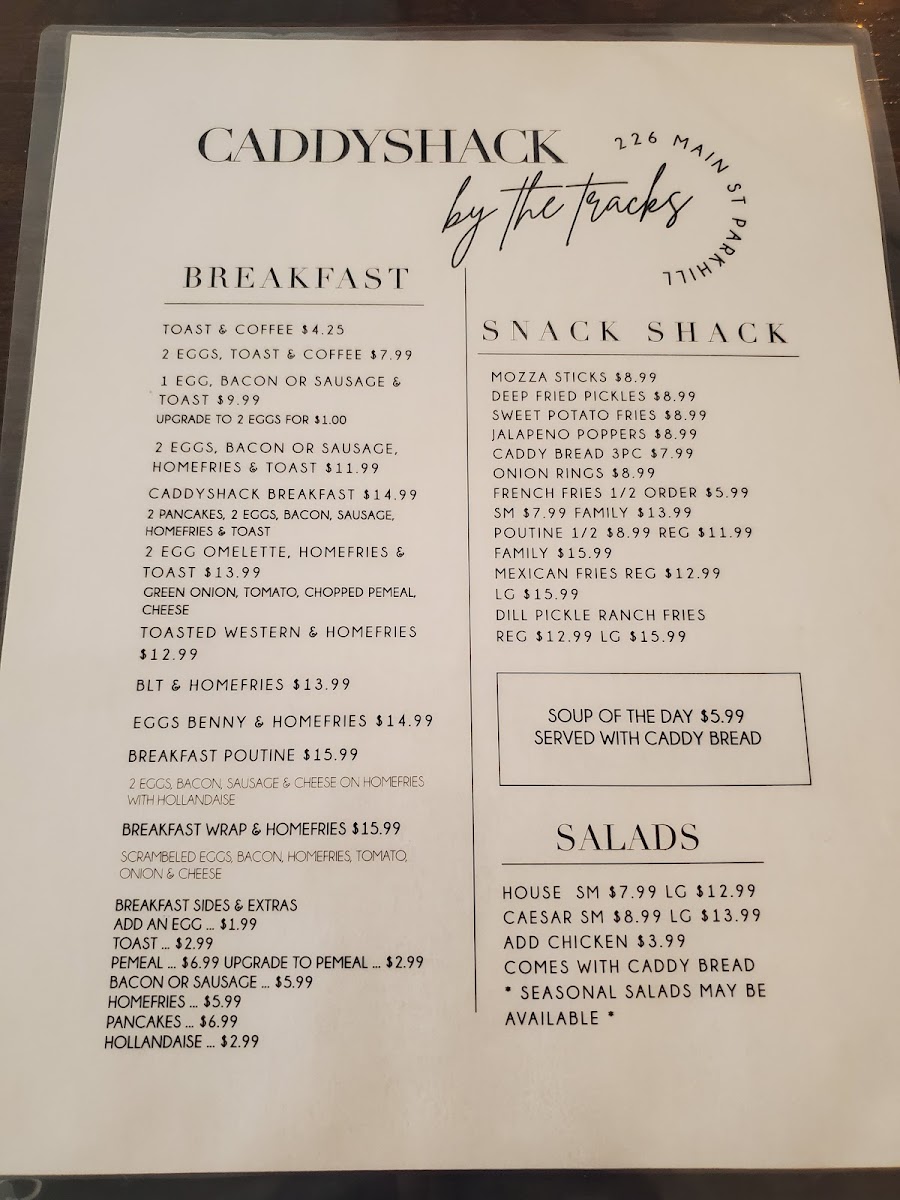 CADDYSHACK
by the tracks
226 MAIN ST PARKHILL
BREAKFAST
TOAST & COFFEE $4.25
2 EGGS, TOAST & COFFEE $7.99
1 EGG, BACON OR SAUSAGE &
TOAST $9.99
UPGRADE TO 2 EGGS FOR $1.00
2 EGGS, BACON OR SAUSAGE,
HOMEFRIES & TOAST $11.99
CADDYSHACK BREAKFAST $14.99
2 PANCAKES, 2 EGGS, BACON, SAUSAGE,
HOMEFRIES & TOAST
2 EGG OMELETTE, HOMEFRIES &
TOAST $13.99
GREEN ONION, TOMATO, CHOPPED PEMEAL,
CHEESE
TOASTED WESTERN & HOMEFRIES
$12.99
BLT & HOMEFRIES $13.99
EGGS BENNY & HOMEFRIES $14.99
BREAKFAST POUTINE $15.99
2 EGGS, BACON, SAUSAGE & CHEESE ON HOMEFRIES
WITH HOLLANDAISE
BREAKFAST WRAP & HOMEFRIES $15.99
SCRAMBELED EGGS, BACON, HOMEFRIES, TOMATO,
ONION & CHEESE
BREAKFAST SIDES & EXTRAS
ADD AN EGG ... $1.99
TOAST ... $2.99
PEMEAL ... $6.99 UPGRADE TO PEMEAL ... $2.99
BACON OR SAUSAGE ... $5.99
HOMEFRIES ... $5.99
PANCAKES ... $6.99
HOLLANDAISE ... $2.99
SNACK SHACK
MOZZA STICKS $8.99
DEEP FRIED PICKLES $8.99
SWEET POTATO FRIES $8.99
JALAPENO POPPERS $8.99
CADDY BREAD 3PC $7.99
ONION RINGS $8.99
FRENCH FRIES 1/2 ORDER $5.99
SM $7.99 FAMILY $13.99
POUTINE 1/2 $8.99 REG $11.99
FAMILY $15.99
MEXICAN FRIES REG $12.99
LG $15.99
DILL PICKLE RANCH FRIES
REG $12.99 LG $15.99
SOUP OF THE DAY $5.99
SERVED WITH CADDY BREAD
SALADS
HOUSE SM $7.99 LG $12.99
CAESAR SM $8.99 LG $13.99
ADD CHICKEN $3.99
COMES WITH CADDY BREAD
* SEASONAL SALADS MAY BE
AVAILABLE *